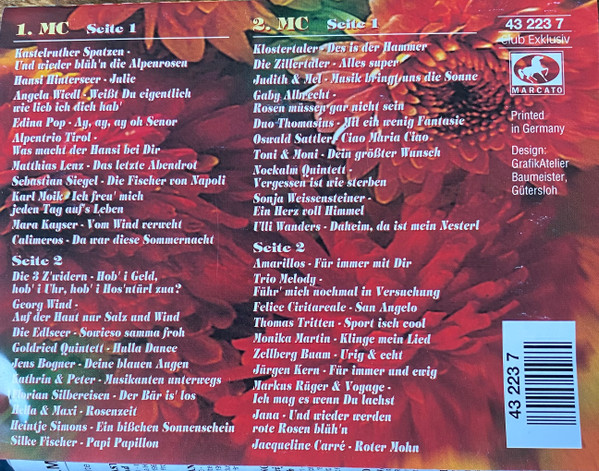 1. MC Seite 1
Kastelruther Spatzen -
Und wieder blüh'n die Alpenrosen
Hansi Hinterseer - Julie
Angela Wiedl - Weißt Du eigentlich
wie lieb ich dich hab'
Edina Pop - Ay, ay, ay oh Senor
Alpentrio Tirol -
Was macht der Hansi bei Dir
Matthias Lenz - Das letzte Abendrot
Sebastian Siegel - Die Fischer von Napoli
Karl Moik - Ich freu' mich
jeden Tag auf's Leben
Mara Kayser - Vom Wind verweht
Calimeros - Da war diese Sommernacht
Seite 2
Die 3 Z'widern - Hob' i Geld,
hob' i Uhr, hob' i Hos'ntürl zua?
Georg Wind -
Auf der Haut nur Salz und Wind
Die Edlseer - Sowieso samma froh
Goldried Quintett - Hulla Dance
Jens Bogner - Deine blauen Augen
Kathrin & Peter - Musikanten unterwegs
Florian Silbereisen - Der Bär is' los
Bella & Maxi - Rosenzeit
Heintje Simons - Ein bißchen Sonnenschein
Silke Fischer - Papi Papillon
2. MC Seite 1
Klostertaler - Des is der Hammer
Die Zillertaler - Alles super
Judith & Mel - Musik bringt uns die Sonne
Gaby Albrecht -
Rosen müssen gar nicht sein
Duo Thomasius - Mit ein wenig Fantasie
Oswald Sattler - Ciao Maria Ciao
Toni & Moni - Dein größter Wunsch
Nockalm Quintett -
Vergessen ist wie sterben
Sonja Weissensteiner -
Ein Herz voll Himmel
Ulli Wanders - Daheim, da ist mein Nesterl
Seite 2
Amarillos - Für immer mit Dir
Trio Melody -
Führ' mich nochmal in Versuchung
Felice Civitareale - San Angelo
Thomas Tritten - Sport isch cool
Monika Martin - Klinge mein Lied
Zellberg Buam - Urig & echt
Jürgen Kern - Für immer und ewig
Markus Rüger & Voyage -
Ich mag es wenn Du lachst
Jana - Und wieder werden
rote Rosen blüh'n
Jacqueline Carré - Roter Mohn
43 223 7
Club Exklusiv
MARCATO
Printed
in Germany
Design:
GrafikAtelier
Baumeister,
Gütersloh
43 223 7